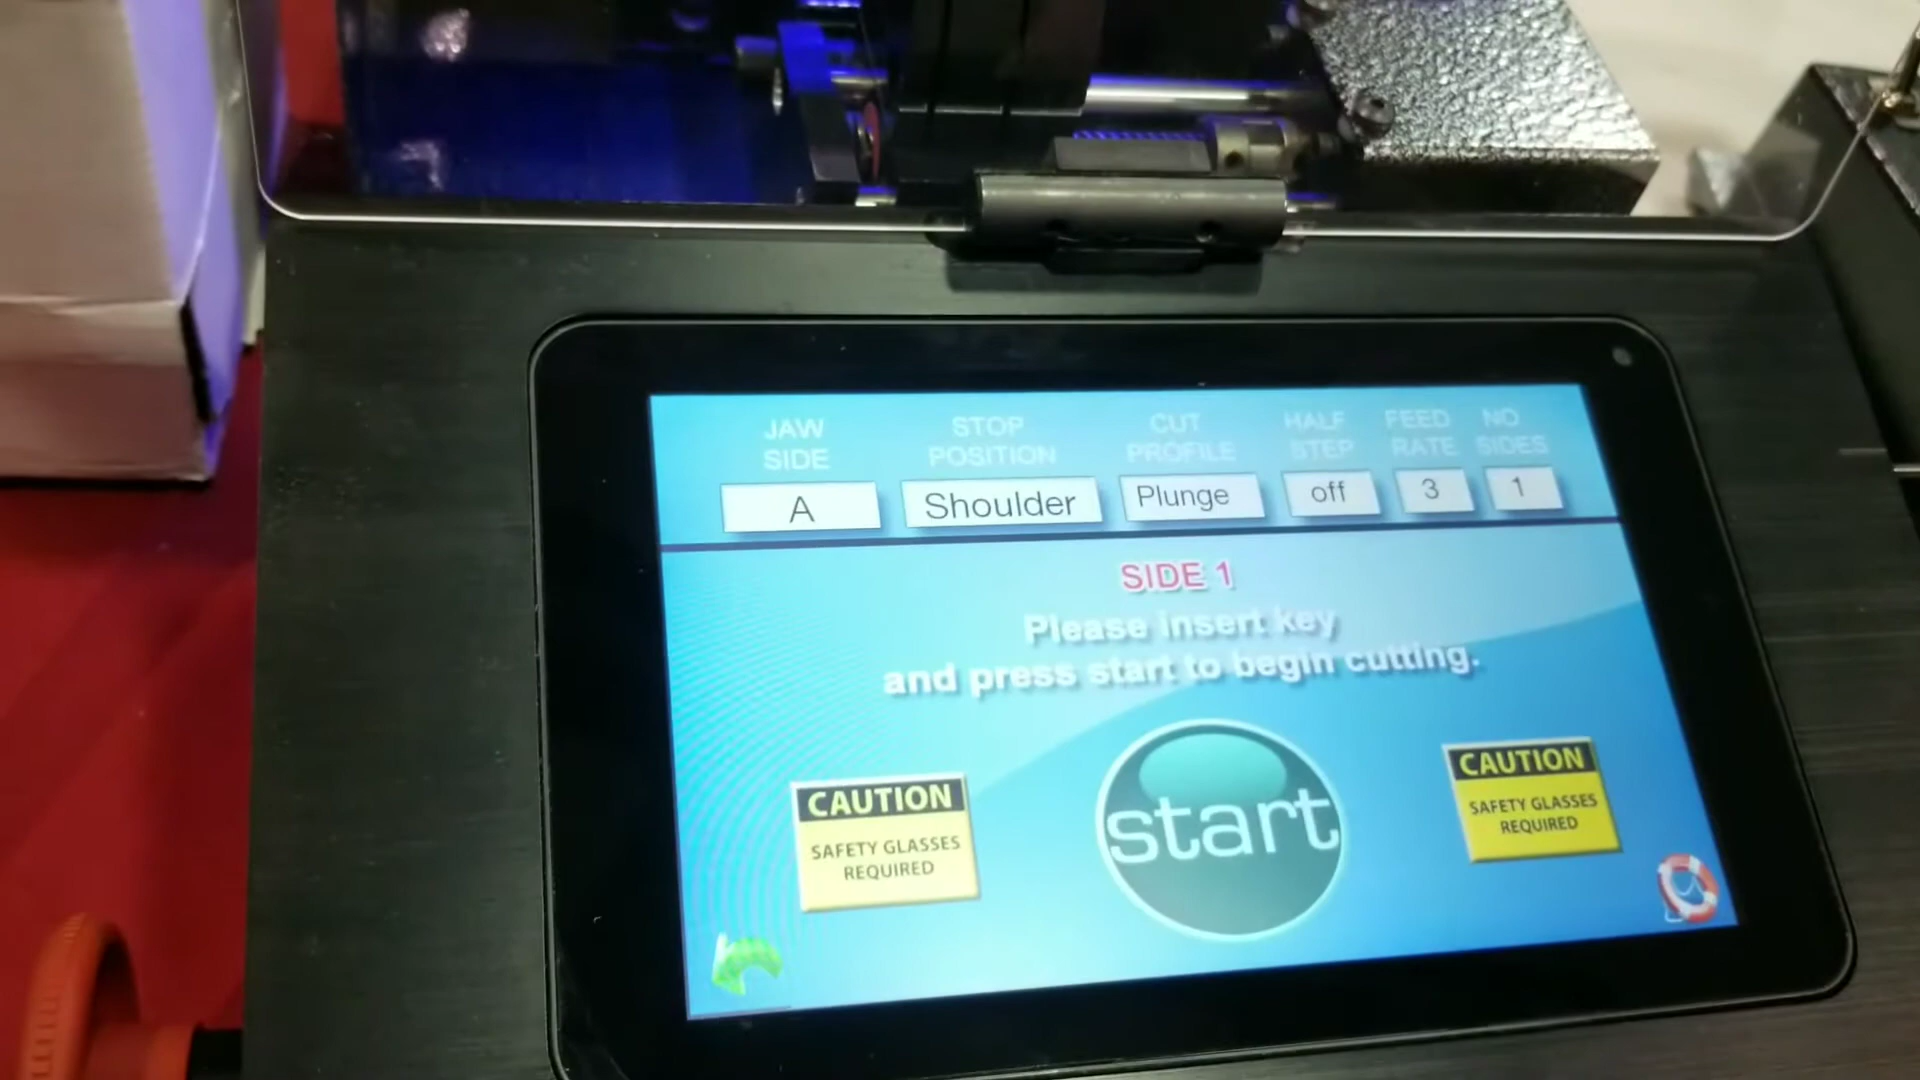 JAW SIDE
STOP POSITION
CUT PROFILE
HALF STEP
FEED RATE
NO SIDES
A
Shoulder
Plunge
off
3
1
SIDE 1
Please insert key
and press start to begin cutting.
CAUTION
SAFETY GLASSES
REQUIRED
start
CAUTION
SAFETY GLASSES
REQUIRED